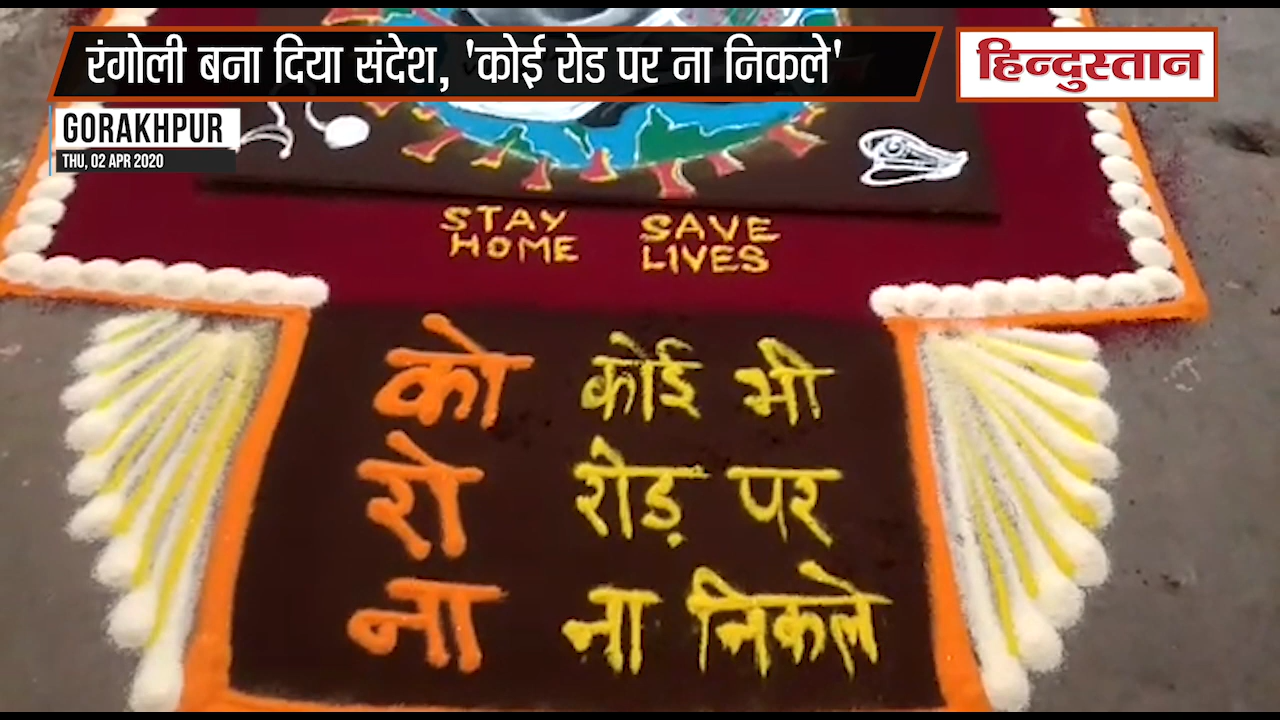 रंगोली बना दिया संदेश, 'कोई रोड पर ना निकले'
हिन्दुस्तान
GORAKHPUR
THU, 02 APR 2020
STAY SAVE
HOME LIVES
को कोई भी
रो रोड़ पर
ना ना निकले